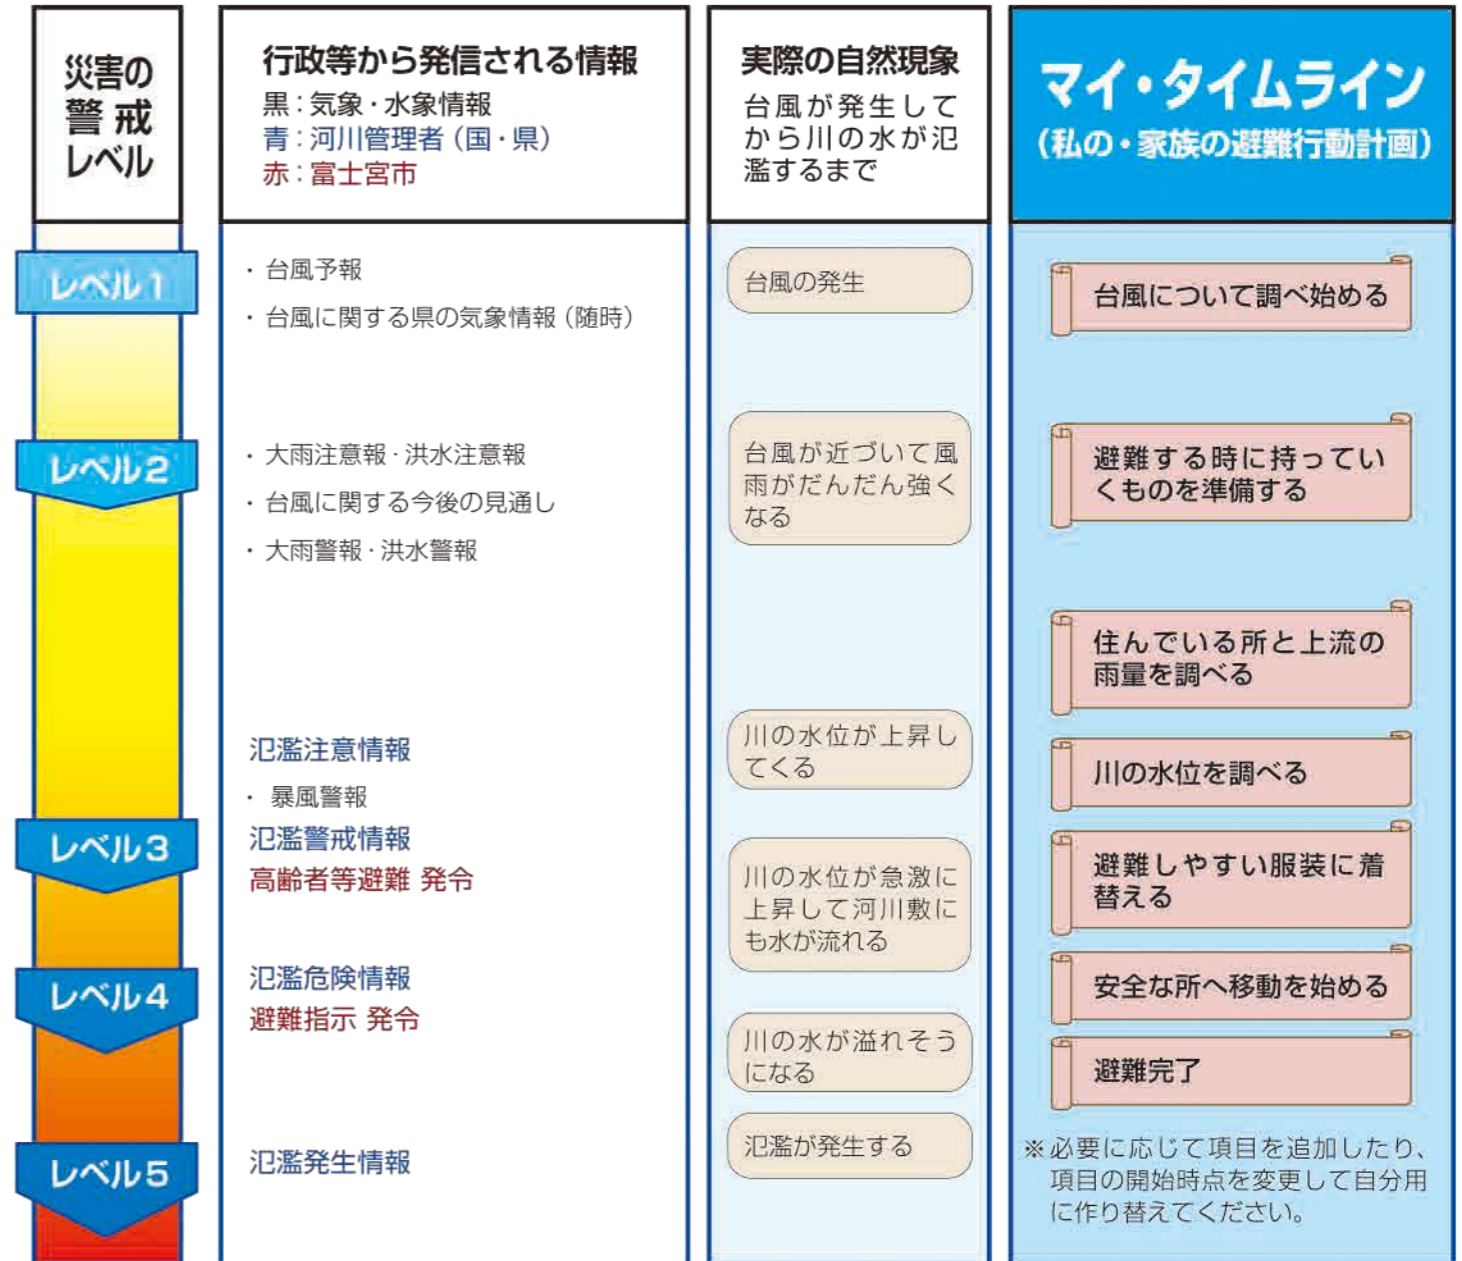 災害の
警戒
レベル
行政等から発信される情報
黒：気象・水象情報
青：河川管理者（国・県）
赤：富士宮市
実際の自然現象
台風が発生して
から川の水が氾
濫するまで
マイ・タイムライン
（私の・家族の避難行動計画）
レベル1
・台風予報
・台風に関する県の気象情報（随時）
台風の発生
台風について調べ始める
レベル2
・大雨注意報・洪水注意報
・台風に関する今後の見通し
・大雨警報・洪水警報
台風が近づいて風
雨がだんだん強く
なる
避難する時に持ってい
くものを準備する
住んでいる所と上流の
雨量を調べる
氾濫注意情報
・暴風警報
川の水位が上昇し
てくる
川の水位を調べる
レベル3
氾濫警戒情報
高齢者等避難 発令
川の水位が急激に
上昇して河川敷に
も水が流れる
避難しやすい服装に着
替える
レベル4
氾濫危険情報
避難指示 発令
川の水が溢れそう
になる
安全な所へ移動を始める
避難完了
レベル5
氾濫発生情報
氾濫が発生する
※必要に応じて項目を追加したり、
項目の開始時点を変更して自分用
に作り替えてください。